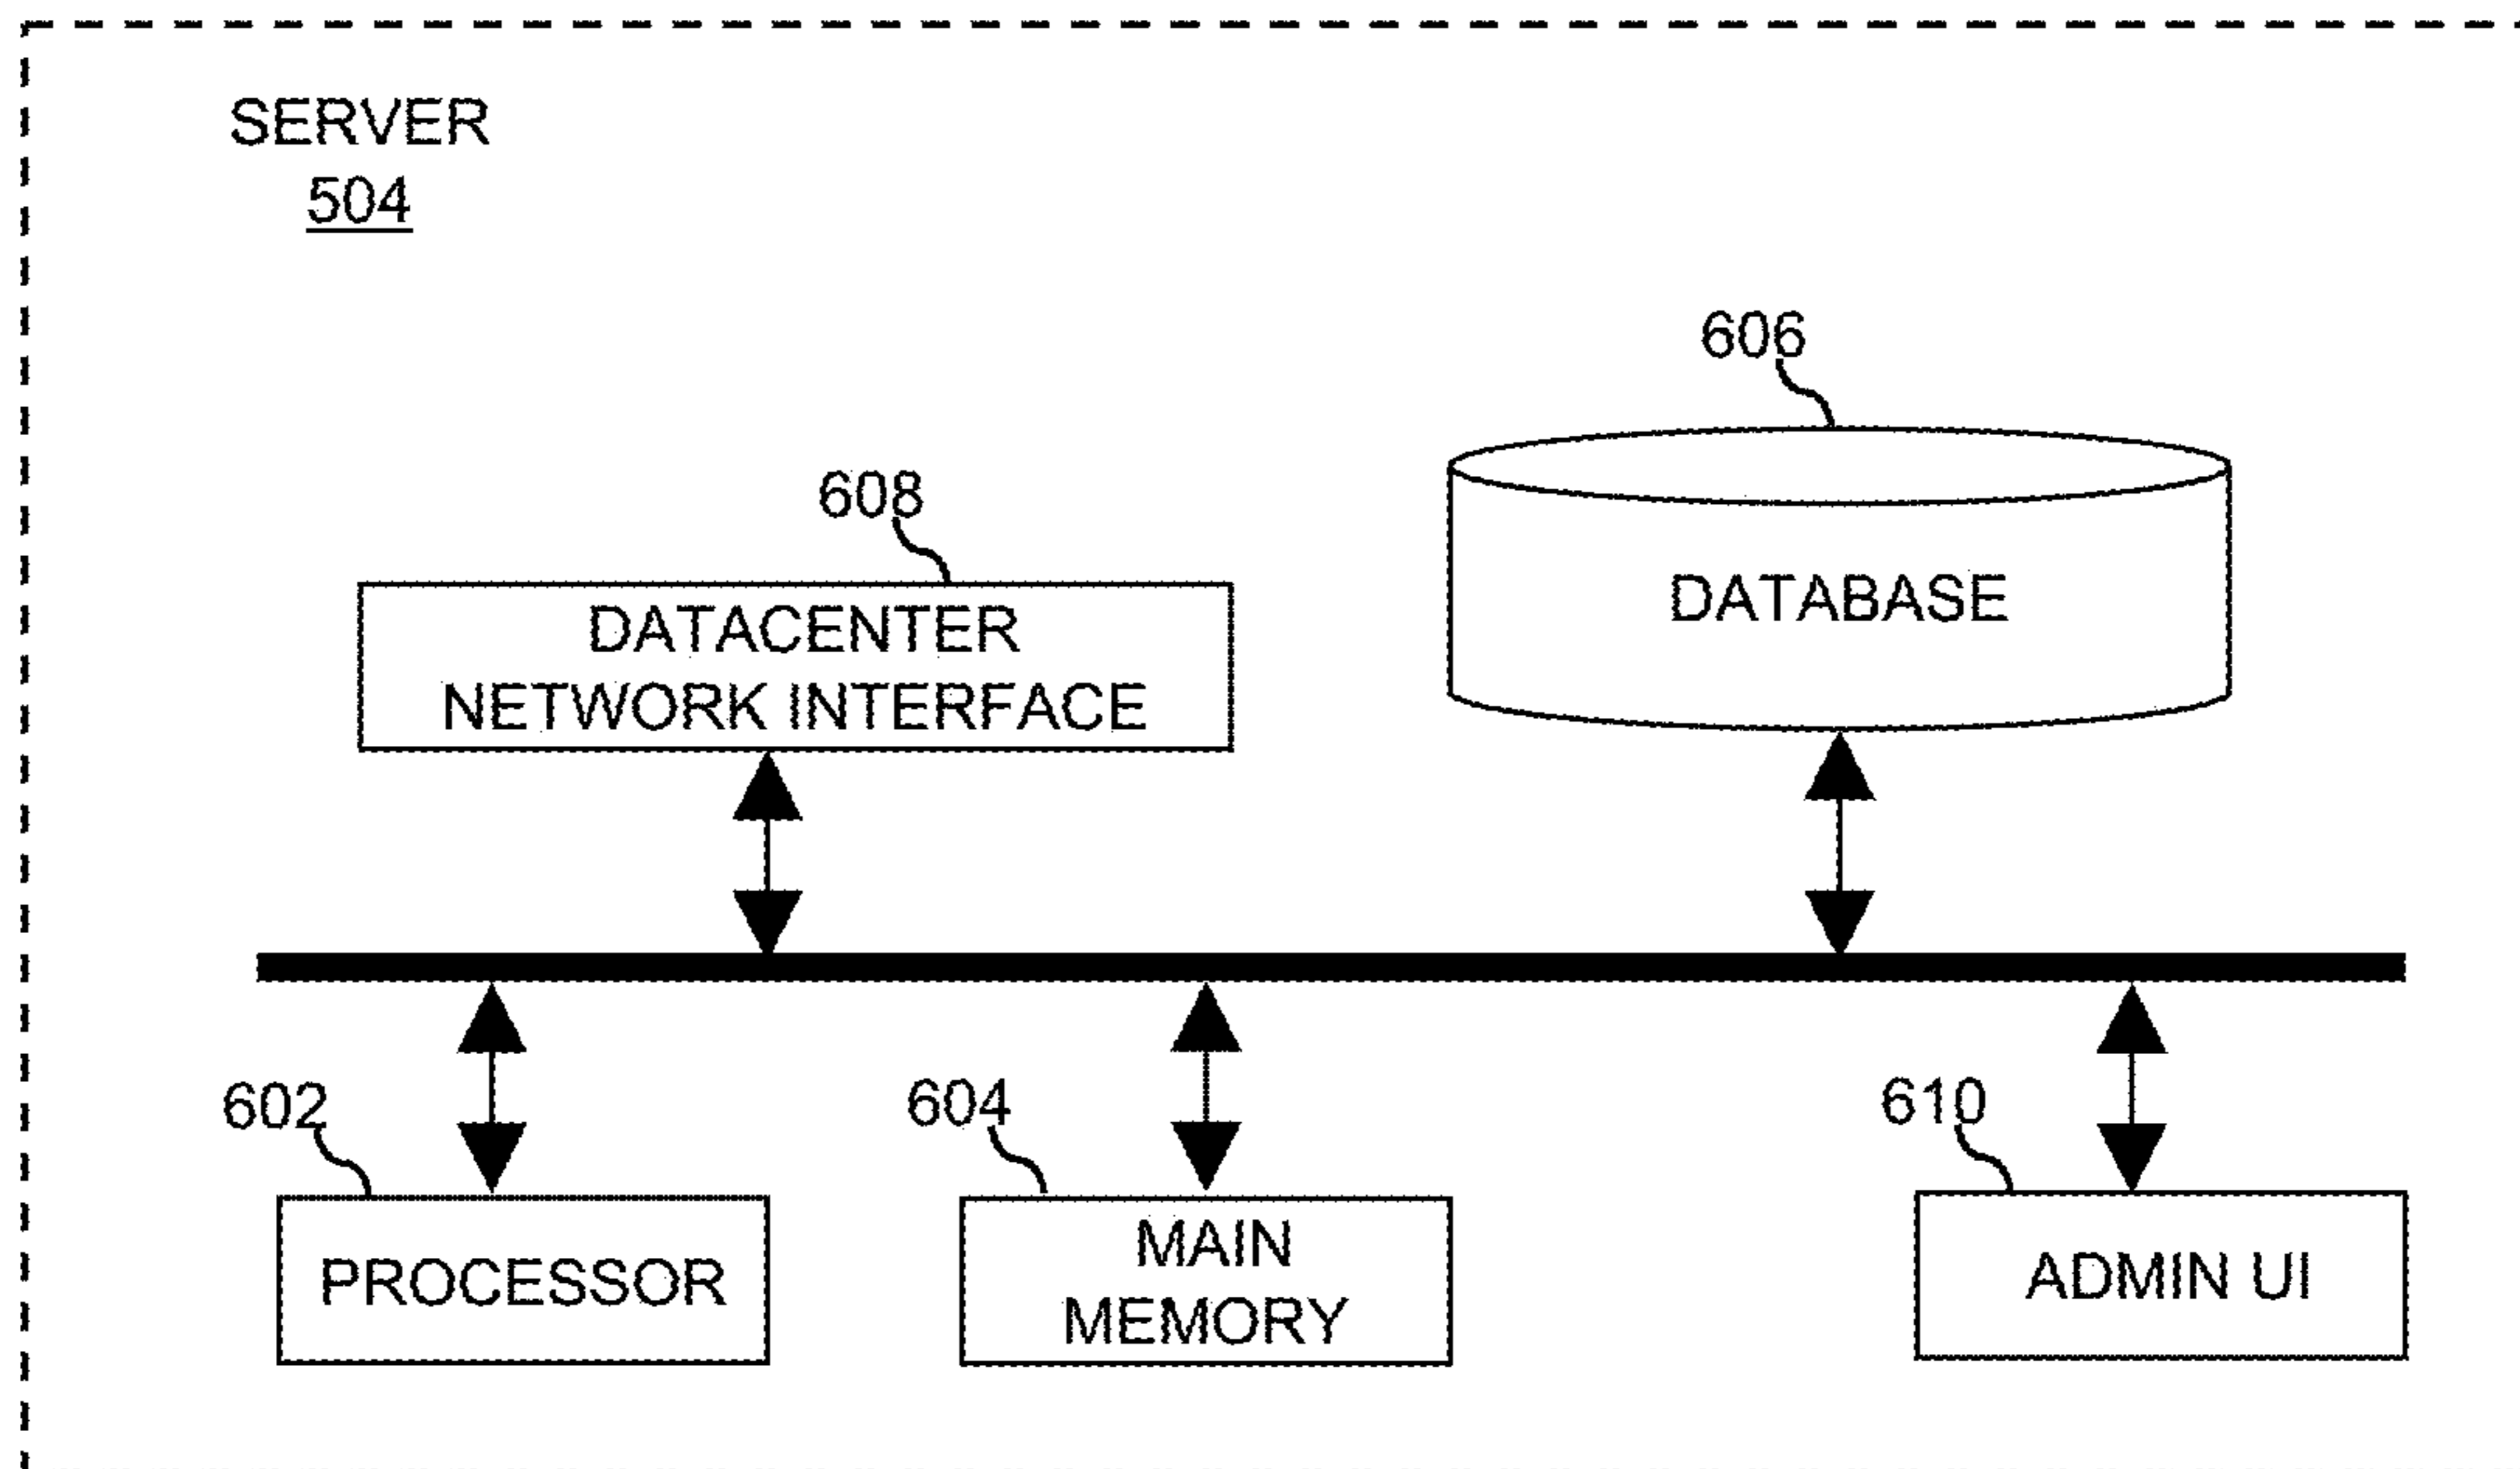 SERVER
504
606
608
DATACENTER
NETWORK INTERFACE
DATABASE
602
604
610
PROCESSOR
MAIN
MEMORY
ADMIN UI